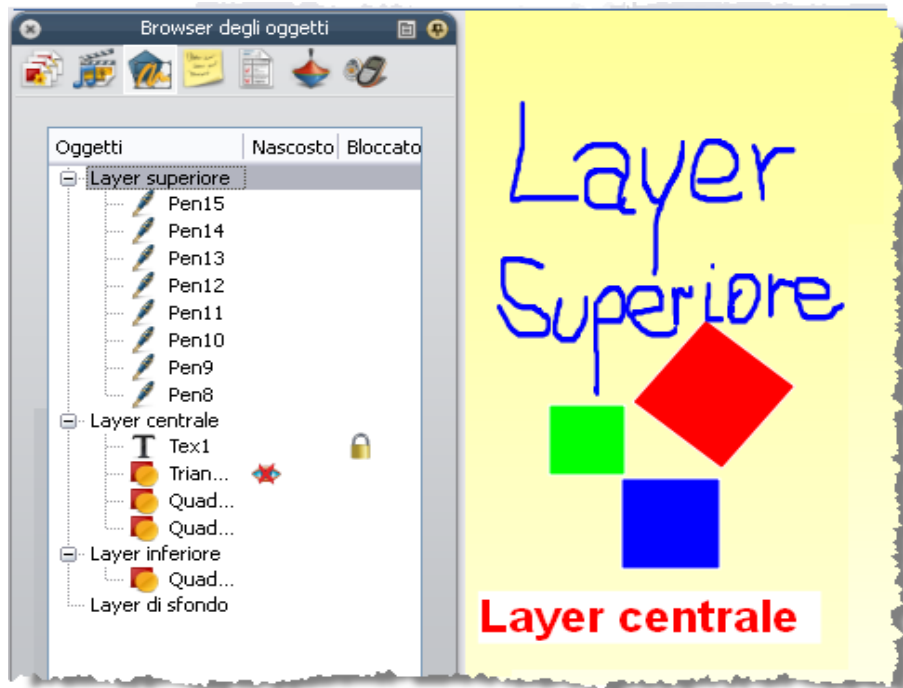 Browser degli oggetti
Oggetti Nascosto Bloccato
Layer superiore
Pen15
Pen14
Pen13
Pen12
Pen11
Pen10
Pen9
Pen8
Layer centrale
Tex1
Trian...
Quad...
Quad...
Layer inferiore
Quad...
Layer di sfondo
Layer
Superiore
Layer centrale